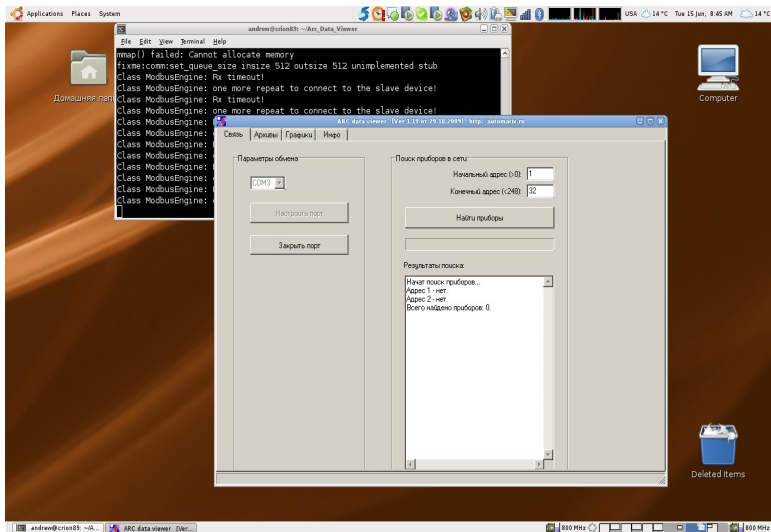 Applications Places System
USA 14 °C Tue 15 Jun, 8:45 AM 14 °C
andrew@crion89: ~/Arc_Data_Viewer
File Edit View Terminal Help
mmap() failed: Cannot allocate memory
fixme:comm:set_queue_size insize 512 outsize 512 unimplemented stub
Class ModbusEngine: Rx timeout!
Class ModbusEngine: one more repeat to connect to the slave device!
Class ModbusEngine: Rx timeout!
Class ModbusEngine: one more repeat to connect to the slave device!
Class ModbusEngine:
Class ModbusEngine:
Class ModbusEngine:
Class ModbusEngine:
Class ModbusEngine:
Class ModbusEngine:
Class ModbusEngine:
Class ModbusEngine:
Домашняя пап
Computer
ARC data viewer [Ver 1.19 от 29.10.2009] http: automatix.ru
Связь Архивы Графики Инфо
Параметры обмена
COM3
Настроить порт
Закрыть порт
Поиск приборов в сети
Начальный адрес (>0): 1
Конечный адрес (<248): 32
Найти приборы
Результаты поиска:
Начат поиск приборов...
Адрес 1 - нет.
Адрес 2 - нет.
Всего найдено приборов: 0.
Deleted Items
andrew@crion89: ~/A... ARC data viewer [Ver... 800 MHz 800 MHz